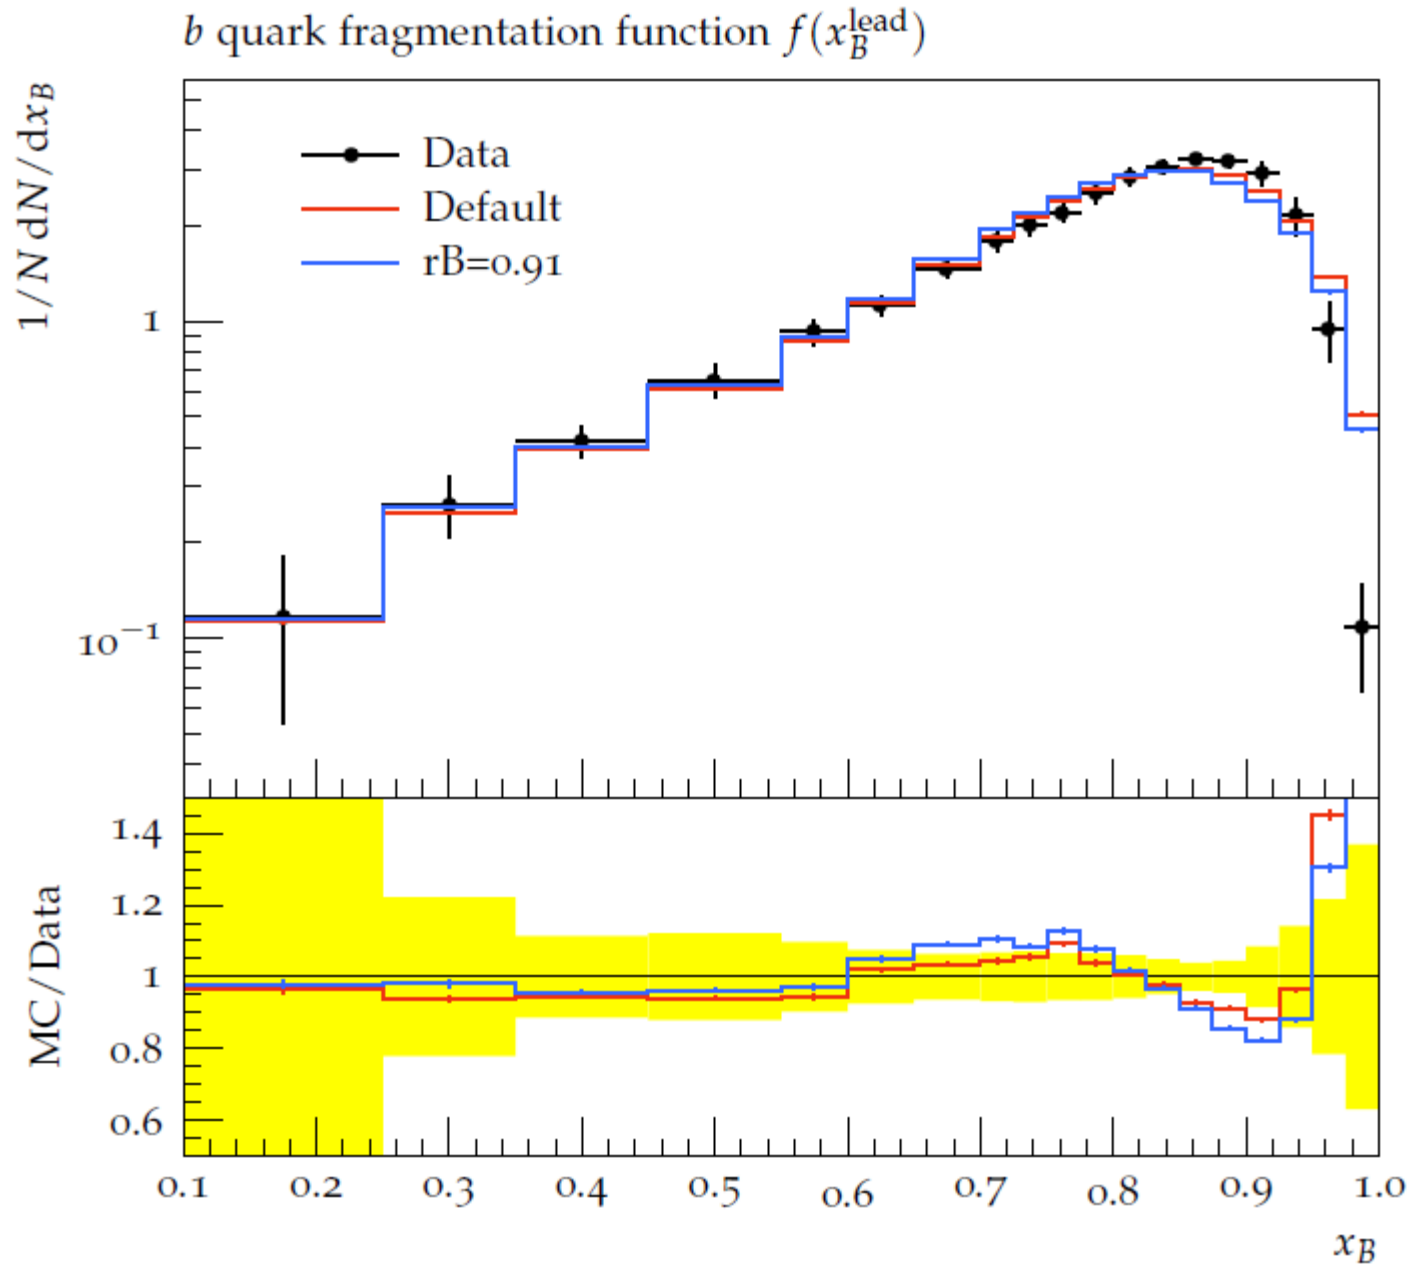 b quark fragmentation function f(x_B^lead)
1/N dN/dx_B
Data
Default
rB=0.91
1
10^−1
MC/Data
1.4
1.2
1
0.8
0.6
0.1 0.2 0.3 0.4 0.5 0.6 0.7 0.8 0.9 1.0
x_B